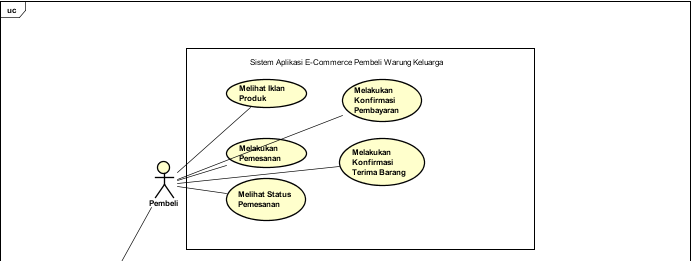 uc
Sistem Aplikasi E-Commerce Pembeli Warung Keluarga
Melihat Iklan
Produk
Melakukan
Konfirmasi
Pembayaran
Melakukan
Pemesanan
Melakukan
Konfirmasi
Terima Barang
Melihat Status
Pemesanan
Pembeli